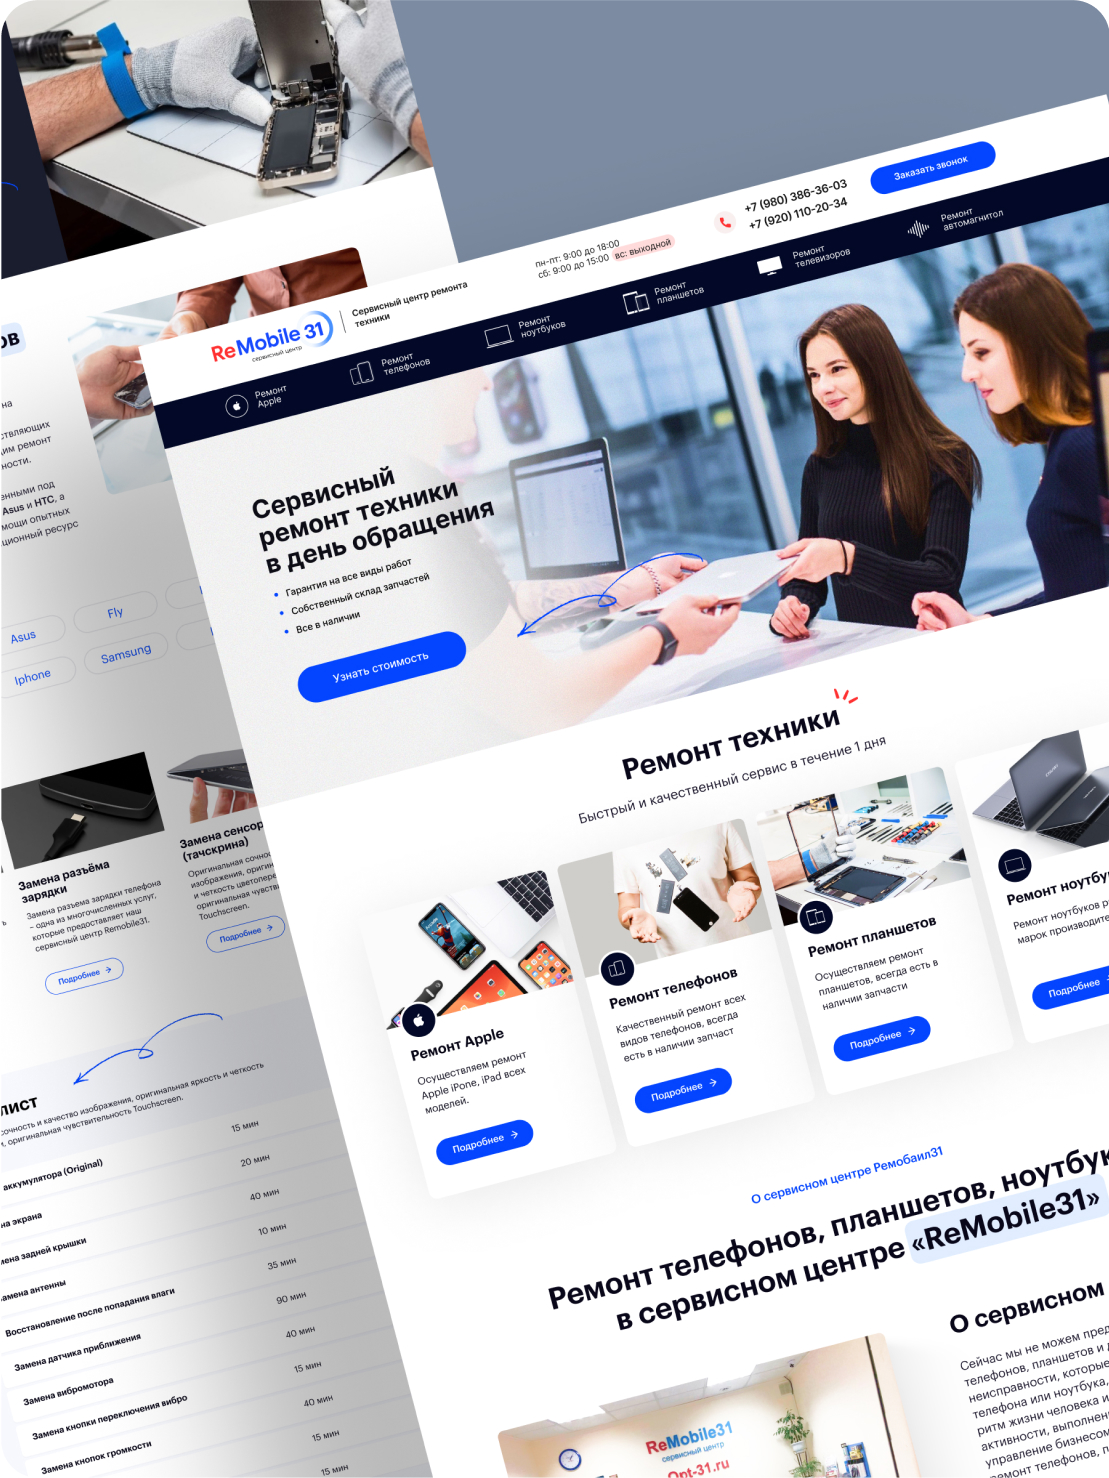 ReMobile 31
сервисный центр
Сервисный центр ремонта
техники
пн-пт: 9:00 до 18:00
сб: 9:00 до 15:00 вс: выходной
+7 (980) 386-36-03
+7 (920) 110-20-34
Заказать звонок
Ремонт
Apple
Ремонт
телефонов
Ремонт
ноутбуков
Ремонт
планшетов
Ремонт
телевизоров
Ремонт
автомагнитол
Сервисный
ремонт техники
в день обращения
Гарантия на все виды работ
Собственный склад запчастей
Все в наличии
Узнать стоимость
Ремонт техники
Быстрый и качественный сервис в течение 1 дня
Ремонт Apple
Осуществляем ремонт
Apple iPone, iPad всех
моделей.
Подробнее
Ремонт телефонов
Качественный ремонт всех
видов телефонов, всегда
есть в наличии запчаст
Подробнее
Ремонт планшетов
Осуществляем ремонт
планшетов, всегда есть в
наличии запчасти
Подробнее
Ремонт ноутбу
Ремонт ноутбуков р
марок производите
Подробнее
О сервисном центре Ремобаил31
Ремонт телефонов, планшетов, ноутбук
в сервисном центре «ReMobile31»
О сервисном
Сейчас мы не можем пред
телефонов, планшетов и д
неисправности, которые
телефона или ноутбука,
ритм жизни человека и
активности, выполнен
управление бизнесом
ремонт телефонов, п
ReMobile31
сервисный центр
Opt-31.ru
ов
на
ствляющих
дим ремонт
ности.
енными под
Asus и HTC, а
мощи опытных
ционный ресурс
Asus
Fly
Iphone
Samsung
Замена разъёма
зарядки
Замена разъема зарядки телефона
– одна из многочисленных услуг,
которые предоставляет наш
сервисный центр Remobile31.
Подробнее
Замена сенсор
(тачскрина)
Оригинальная сочнос
изображения, оригин
и четкость цветопере
оригинальная чувстви
Touchscreen.
Подробнее
лист
сочность и качество изображения, оригинальная яркость и четкость
и, оригинальная чувствительность Touchscreen.
аккумулятора (Original)
15 мин
на экрана
20 мин
мена задней крышки
40 мин
амена антенны
10 мин
Восстановление после попадания влаги
35 мин
Замена датчика приближения
90 мин
Замена вибромотора
40 мин
Замена кнопки переключения вибро
15 мин
Замена кнопок громкости
40 мин
15 мин
15 мин